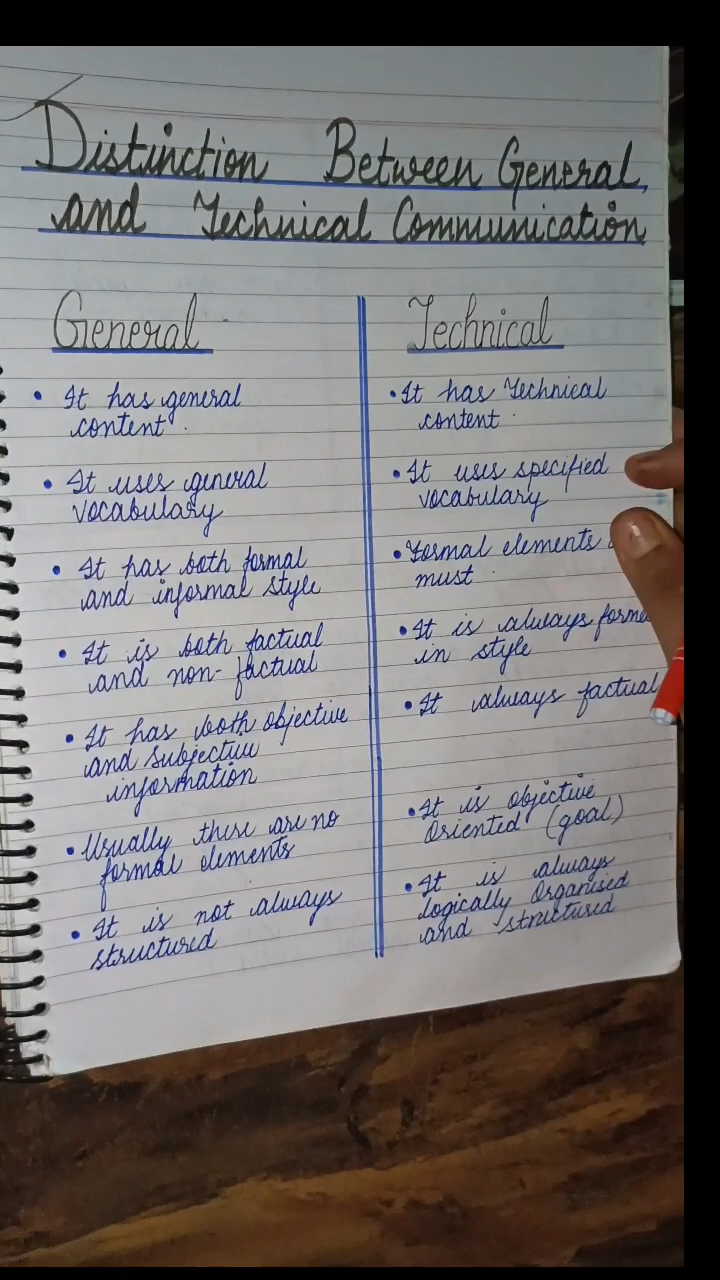 Distinction Between General,
and Technical Communication
General
• It has general
content.
• It uses general
vocabulary
• It has both formal
and informal style
• It is both factual
and non-factual
• It has both objective
and subjective
information
• Usually there are no
formal elements
• It is not always
structured
Technical
• It has technical
content.
• It uses specified
vocabulary
• Formal elements
must.
• It is always
in style
• It always factual
• It is objective
oriented (goal)
• It is always
logically Organised
and structured